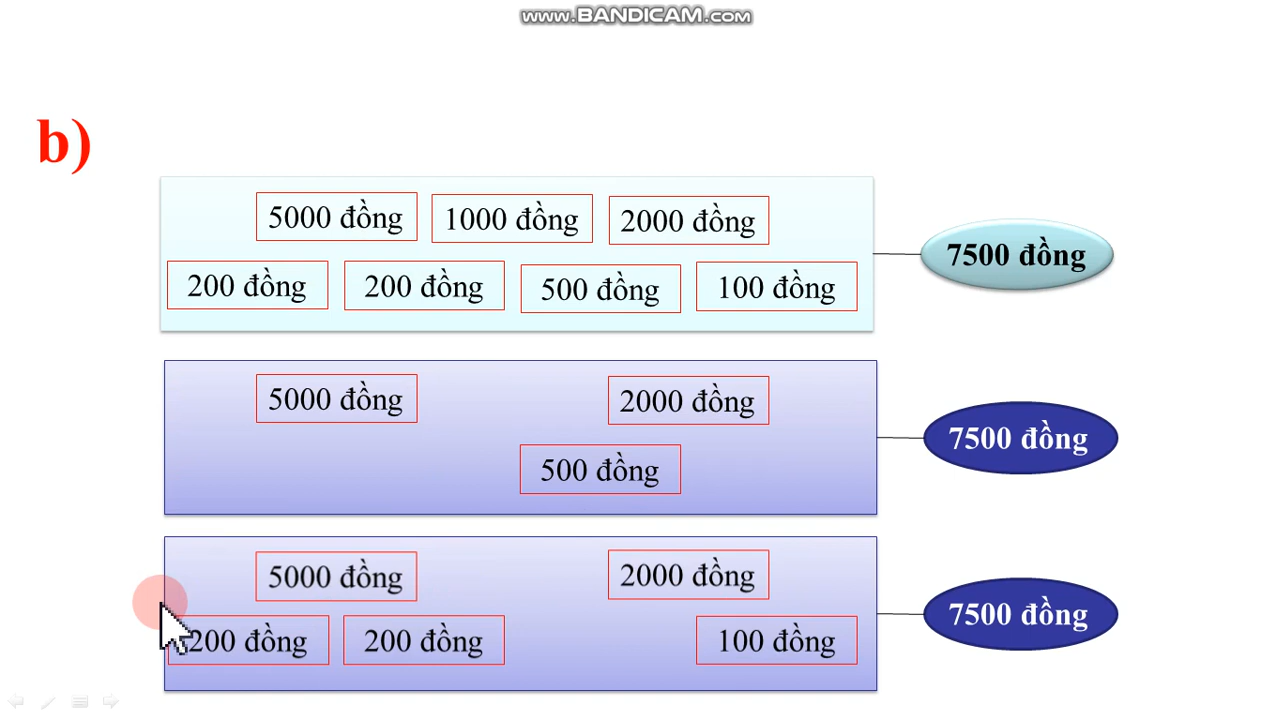 www.BANDICAM.com
b)
5000 đồng 1000 đồng 2000 đồng
200 đồng 200 đồng 500 đồng 100 đồng
7500 đồng
5000 đồng 2000 đồng
500 đồng
7500 đồng
5000 đồng 2000 đồng
200 đồng 200 đồng 100 đồng
7500 đồng